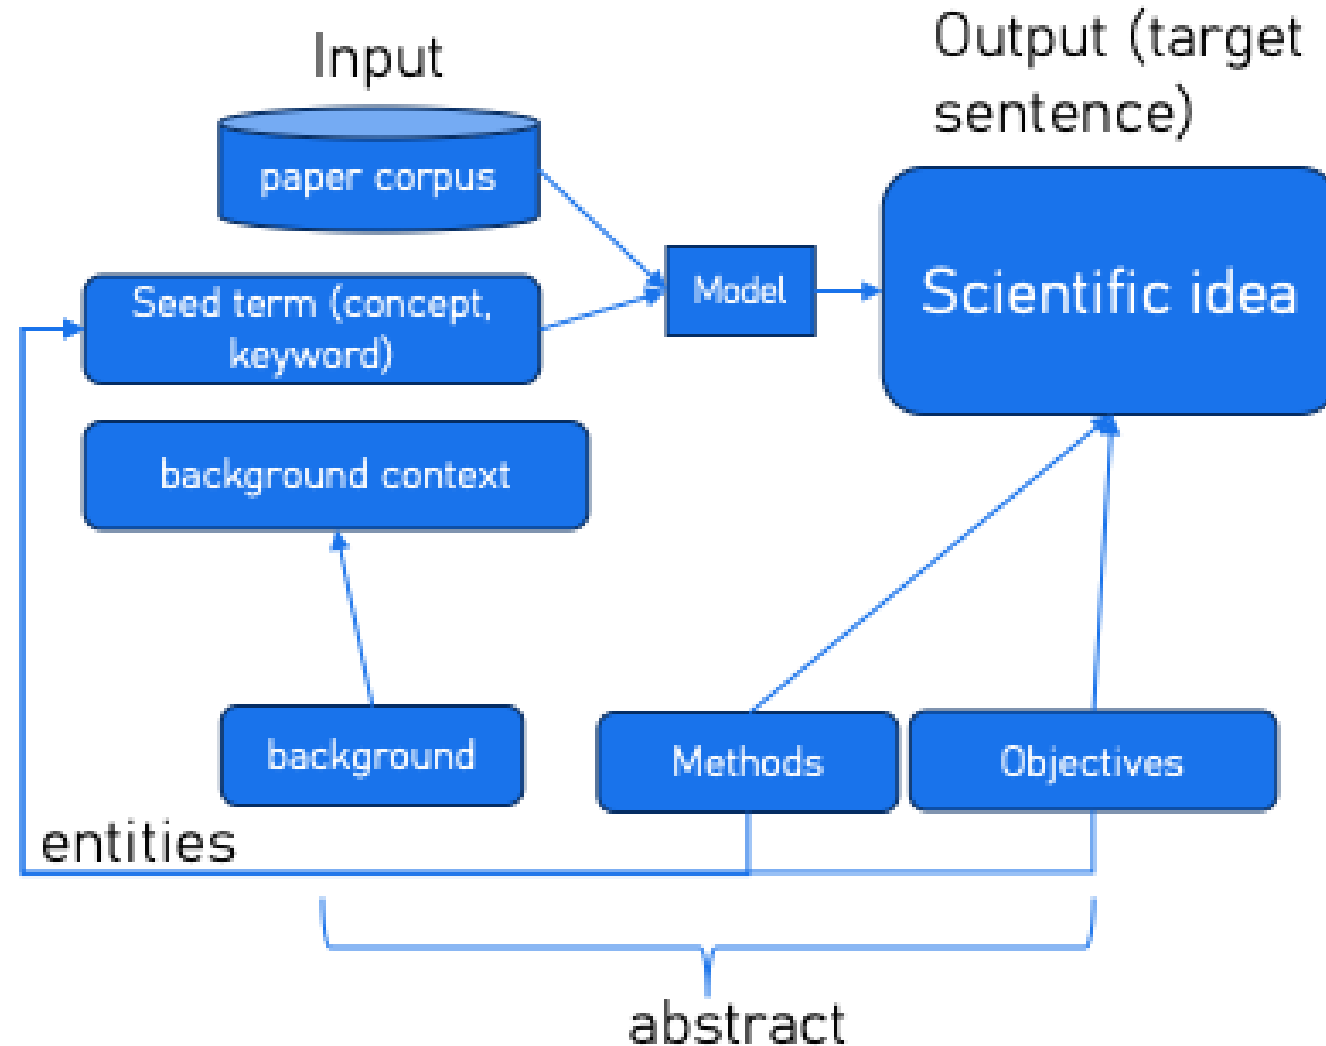 Input
Output (target
sentence)
paper corpus
Seed term (concept,
keyword)
Model
Scientific idea
background context
background
Methods
Objectives
entities
abstract